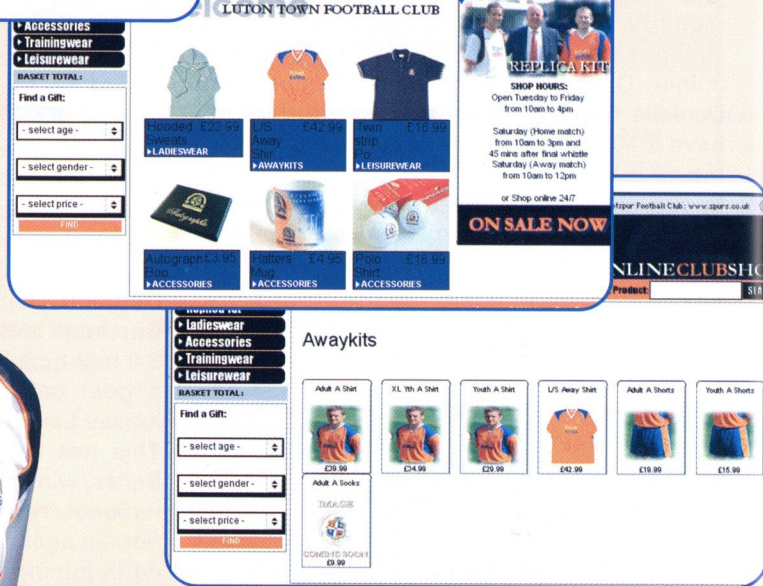 Welcome
LUTON TOWN FOOTBALL CLUB
Accessories
Trainingwear
Leisurewear
BASKET TOTAL:
Find a Gift:
- select age -
- select gender -
- select price -
FIND
Hooded Sweats £22.99
LADIESWEAR
L/S Away Shir £42.99
AWAYKITS
Twin strip Po £16.99
LEISUREWEAR
Autograph Boo £3.95
ACCESSORIES
Hatters Mug £4.95
ACCESSORIES
Polo Shirt £16.99
ACCESSORIES
REPLICA KIT
SHOP HOURS:
Open Tuesday to Friday
from 10am to 4pm
Saturday (Home match)
from 10am to 3pm and
45 mins after final whistle
Saturday (Away match)
from 10am to 12pm
or Shop online 24/7
ON SALE NOW
tspur Football Club: www.spurs.co.uk
NLINECLUBSHO
Product:
Ladieswear
Accessories
Trainingwear
Leisurewear
BASKET TOTAL:
Find a Gift:
- select age -
- select gender -
- select price -
FIND
Awaykits
Adult A Shirt
£39.99
XL Yth A Shirt
£34.99
Youth A Shirt
£29.99
L/S Away Shirt
£42.99
Adult A Shorts
£19.99
Youth A Shorts
£15.99
Adult A Socks
IMAGE
COMING SOON
£9.99